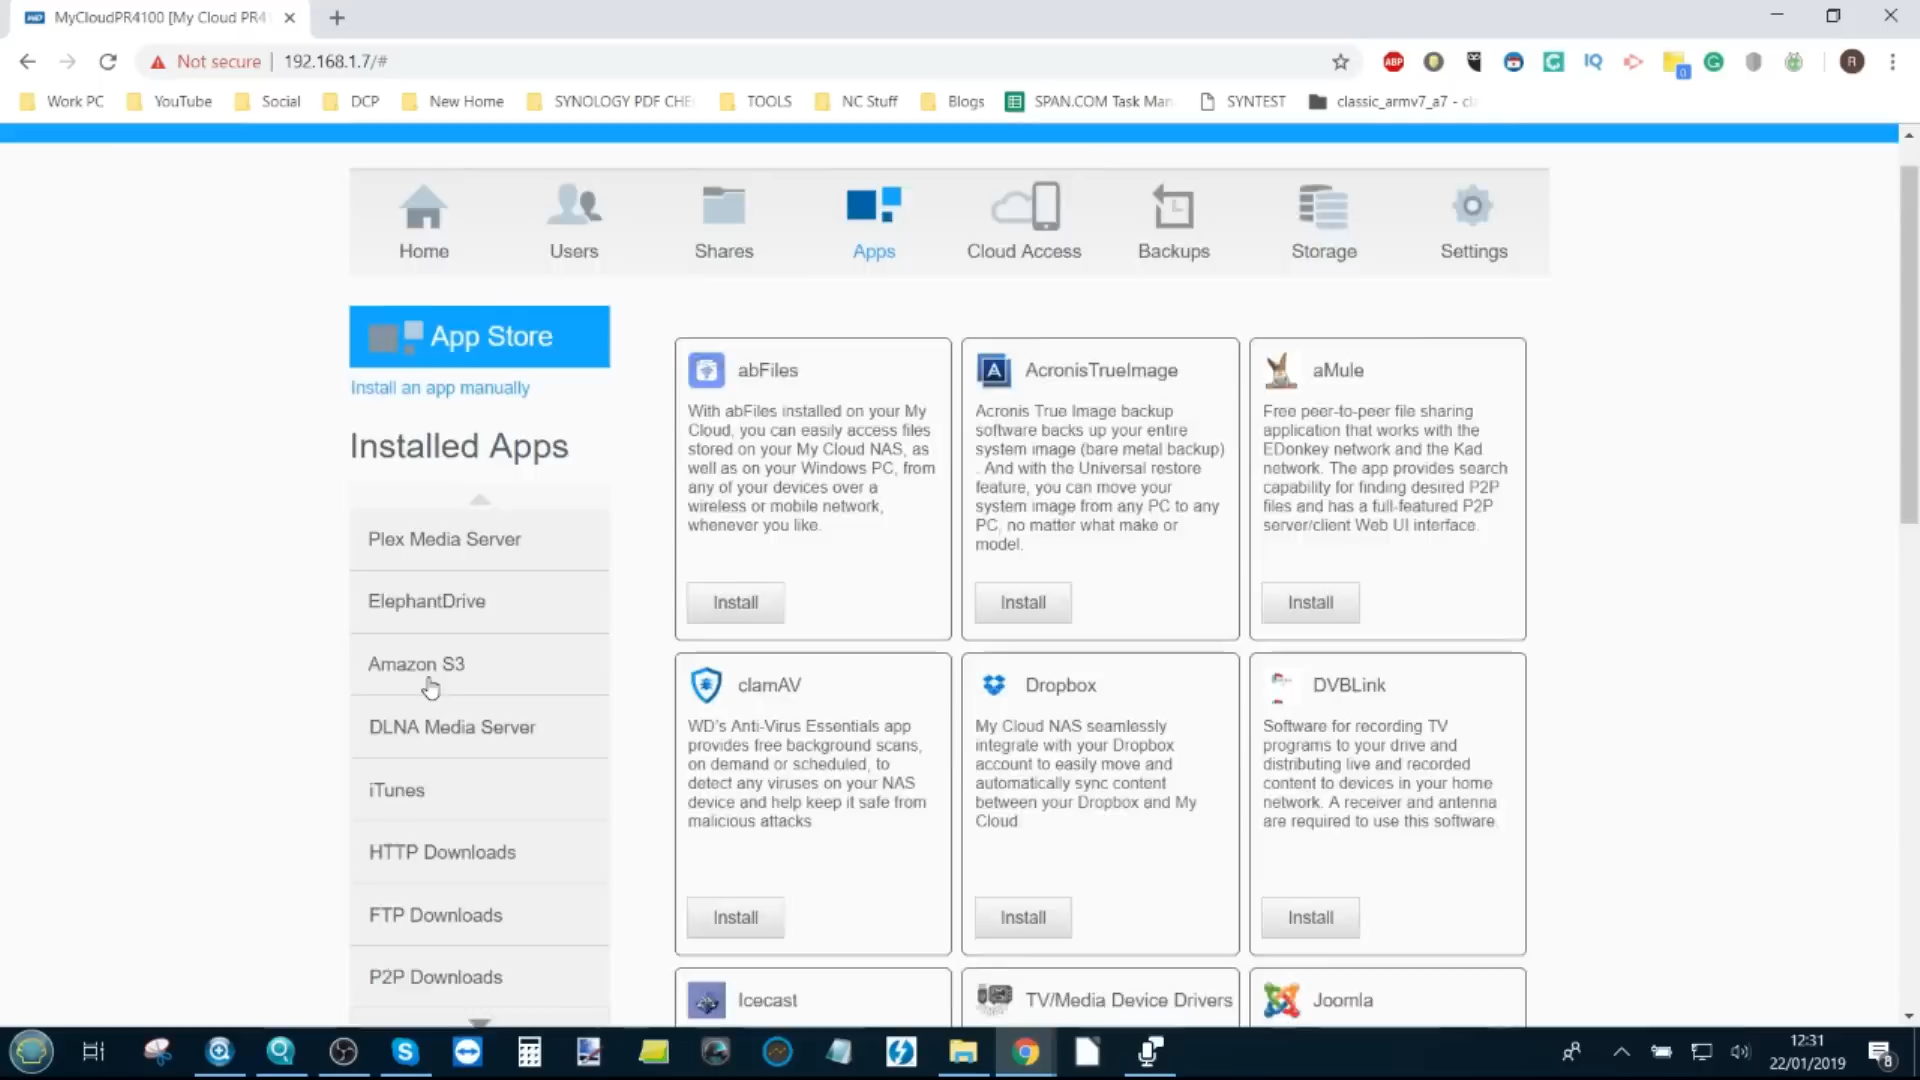 MyCloudPR4100 [My Cloud PR41
Not secure
192.168.1.7/#
ABP
IQ
0
R
Work PC
YouTube
Social
DCP
New Home
SYNOLOGY PDF CHE
TOOLS
NC Stuff
Blogs
SPAN.COM Task Man
SYNTEST
classic_armv7_a7 - cl
Home
Users
Shares
Apps
Cloud Access
Backups
Storage
Settings
App Store
Install an app manually
Installed Apps
Plex Media Server
ElephantDrive
Amazon S3
DLNA Media Server
iTunes
HTTP Downloads
FTP Downloads
P2P Downloads
abFiles
With abFiles installed on your My
Cloud, you can easily access files
stored on your My Cloud NAS, as
well as on your Windows PC, from
any of your devices over a
wireless or mobile network,
whenever you like.
Install
AcronisTrueImage
Acronis True Image backup
software backs up your entire
system image (bare metal backup)
. And with the Universal restore
feature, you can move your
system image from any PC to any
PC, no matter what make or
model.
Install
aMule
Free peer-to-peer file sharing
application that works with the
EDonkey network and the Kad
network. The app provides search
capability for finding desired P2P
files and has a full-featured P2P
server/client Web UI interface.
Install
clamAV
WD's Anti-Virus Essentials app
provides free background scans,
on demand or scheduled, to
detect any viruses on your NAS
device and help keep it safe from
malicious attacks
Install
Dropbox
My Cloud NAS seamlessly
integrate with your Dropbox
account to easily move and
automatically sync content
between your Dropbox and My
Cloud
Install
DVBLink
Software for recording TV
programs to your drive and
distributing live and recorded
content to devices in your home
network. A receiver and antenna
are required to use this software.
Install
Icecast
TV/Media Device Drivers
Joomla
12:31
22/01/2019
8